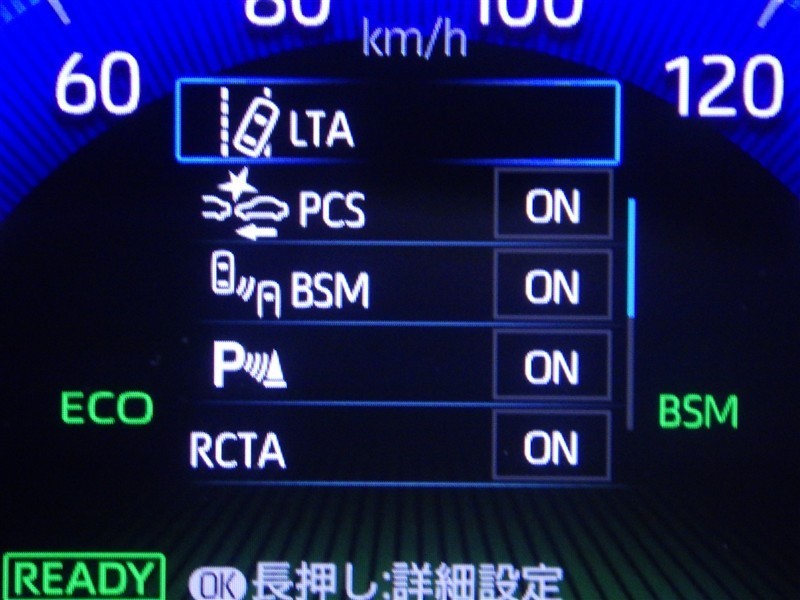 80 100
km/h
60 120
LTA
PCS ON
BSM ON
P ON
ECO BSM
RCTA ON
READY OK 長押し:詳細設定